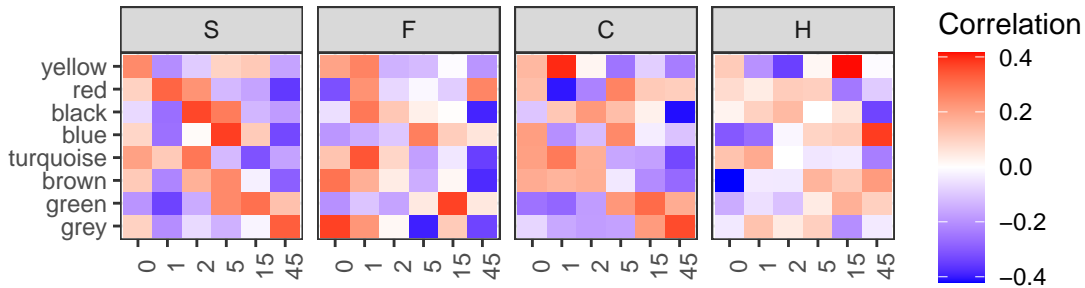 S F C H Correlation
yellow
red
black
blue
turquoise
brown
green
grey
0.4
0.2
0.0
−0.2
−0.4
0 1 2 5 15 45 0 1 2 5 15 45 0 1 2 5 15 45 0 1 2 5 15 45